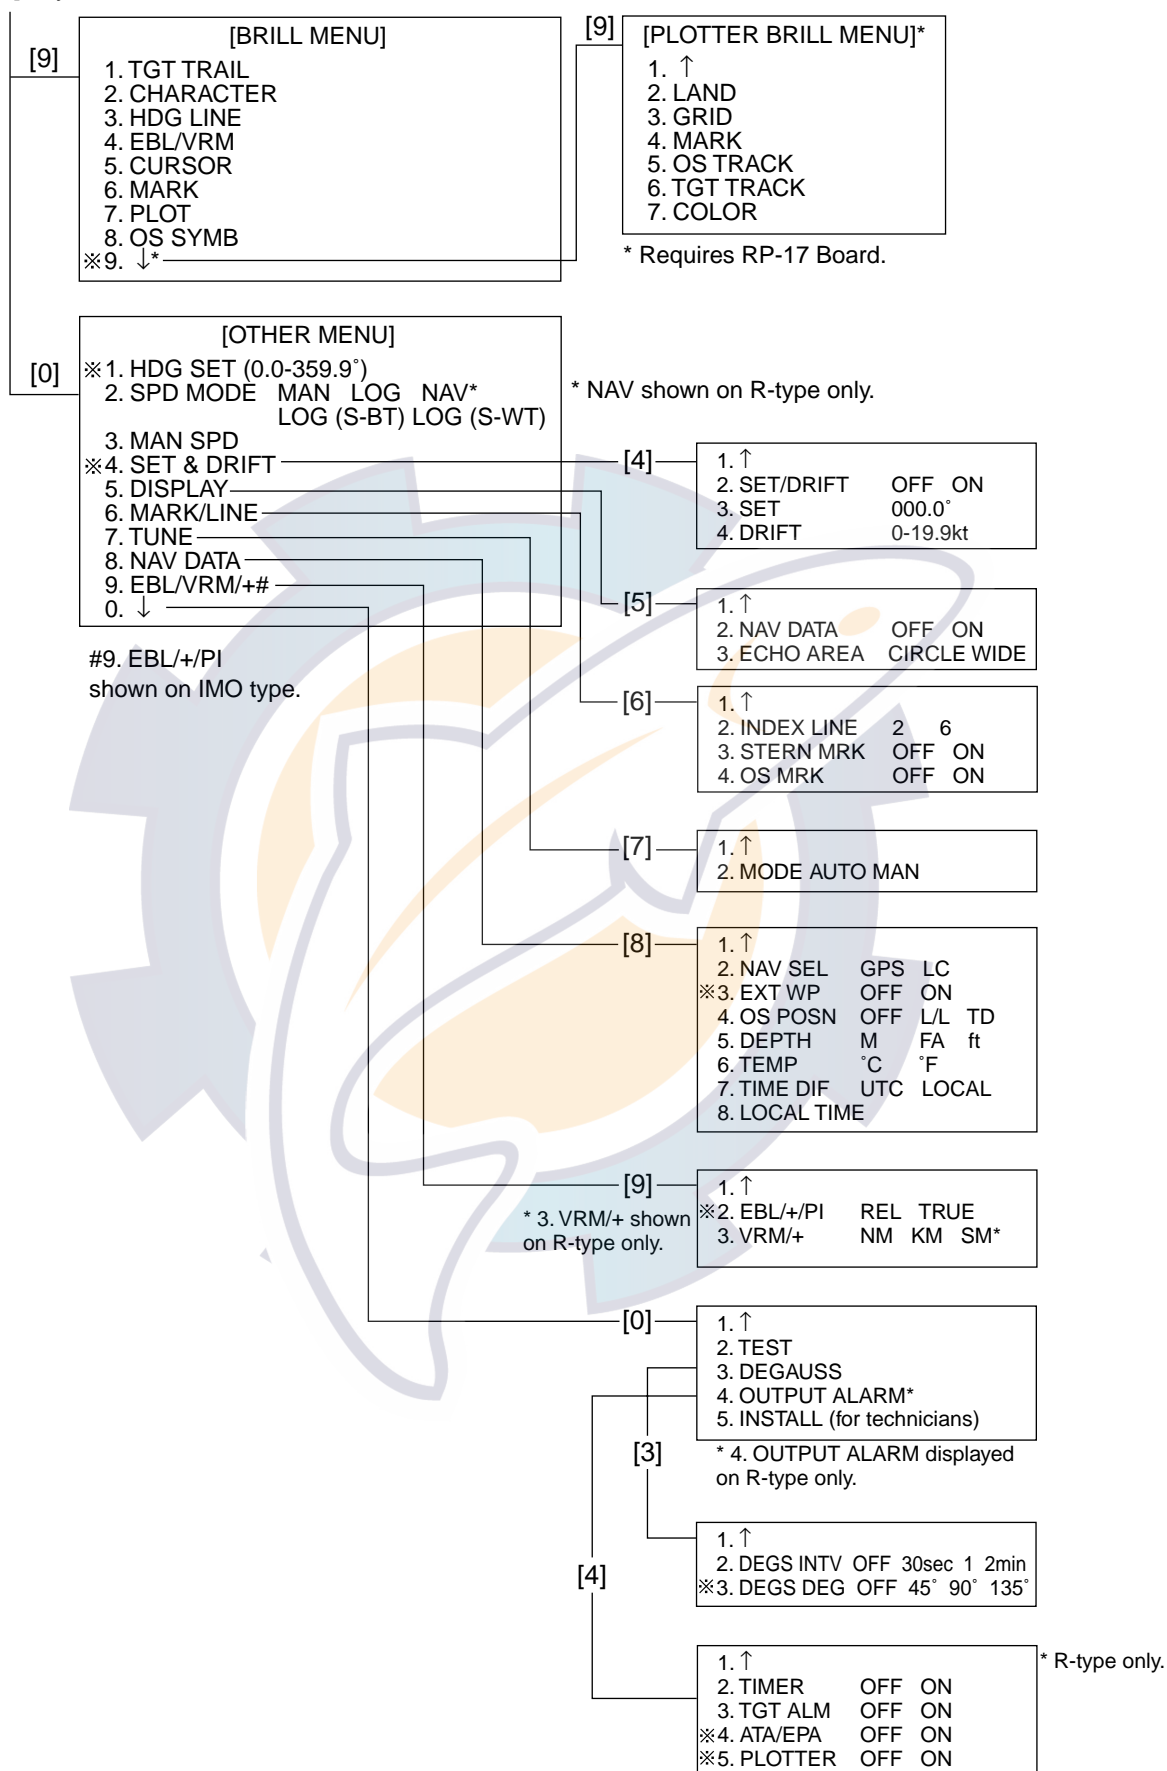 [9]
[BRILL MENU]
1. TGT TRAIL
2. CHARACTER
3. HDG LINE
4. EBL/VRM
5. CURSOR
6. MARK
7. PLOT
8. OS SYMB
※9. ↓*
[9]
[PLOTTER BRILL MENU]*
1. ↑
2. LAND
3. GRID
4. MARK
5. OS TRACK
6. TGT TRACK
7. COLOR
* Requires RP-17 Board.
[0]
[OTHER MENU]
※1. HDG SET (0.0-359.9°)
2. SPD MODE MAN LOG NAV*
LOG (S-BT) LOG (S-WT)
3. MAN SPD
※4. SET & DRIFT
5. DISPLAY
6. MARK/LINE
7. TUNE
8. NAV DATA
9. EBL/VRM/+#
0. ↓
* NAV shown on R-type only.
#9. EBL/+/PI
shown on IMO type.
[4]
1. ↑
2. SET/DRIFT OFF ON
3. SET 000.0°
4. DRIFT 0-19.9kt
[5]
1. ↑
2. NAV DATA OFF ON
3. ECHO AREA CIRCLE WIDE
[6]
1. ↑
2. INDEX LINE 2 6
3. STERN MRK OFF ON
4. OS MRK OFF ON
[7]
1. ↑
2. MODE AUTO MAN
[8]
1. ↑
2. NAV SEL GPS LC
※3. EXT WP OFF ON
4. OS POSN OFF L/L TD
5. DEPTH M FA ft
6. TEMP °C °F
7. TIME DIF UTC LOCAL
8. LOCAL TIME
[9]
* 3. VRM/+ shown
on R-type only.
1. ↑
※2. EBL/+/PI REL TRUE
3. VRM/+ NM KM SM*
[0]
1. ↑
2. TEST
3. DEGAUSS
4. OUTPUT ALARM*
5. INSTALL (for technicians)
* 4. OUTPUT ALARM displayed
on R-type only.
[3]
1. ↑
2. DEGS INTV OFF 30sec 1 2min
※3. DEGS DEG OFF 45° 90° 135°
[4]
1. ↑
2. TIMER OFF ON
3. TGT ALM OFF ON
※4. ATA/EPA OFF ON
※5. PLOTTER OFF ON
* R-type only.